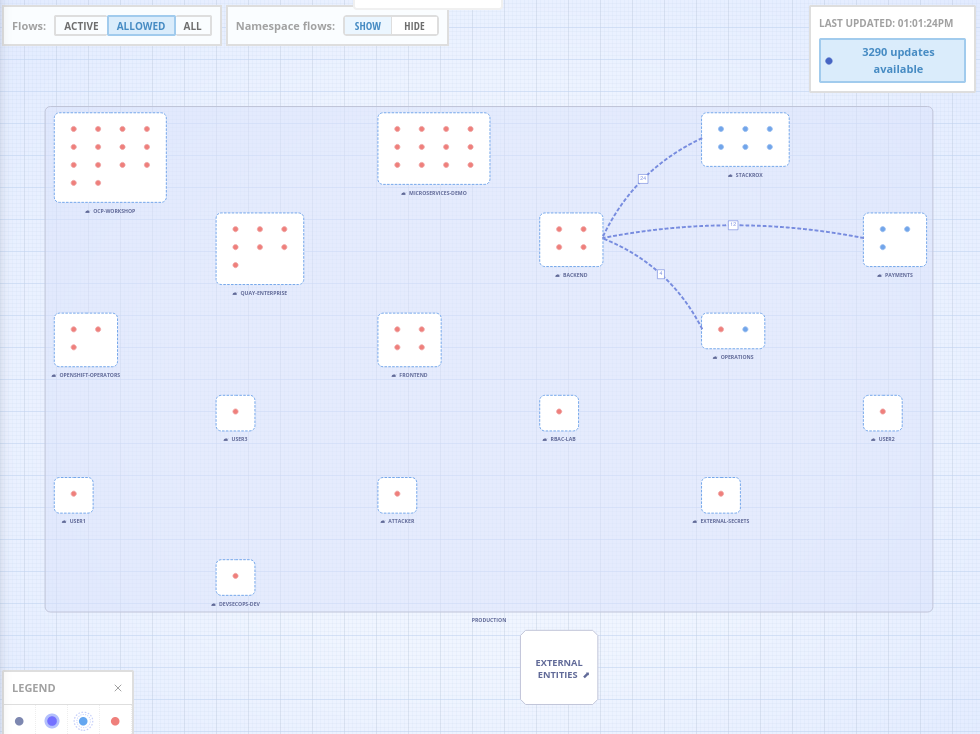 Flows: ACTIVE ALLOWED ALL
Namespace flows: SHOW HIDE
LAST UPDATED: 01:01:24PM
3290 updates
available
OCP-WORKSHOP
MICROSERVICES-DEMO
STACKROX
24
12
QUAY-ENTERPRISE
BACKEND
PAYMENTS
4
OPENSHIFT-OPERATORS
FRONTEND
OPERATIONS
USER3
RBAC-LAB
USER2
USER1
ATTACKER
EXTERNAL-SECRETS
DEVSECOPS-DEV
PRODUCTION
EXTERNAL
ENTITIES
LEGEND